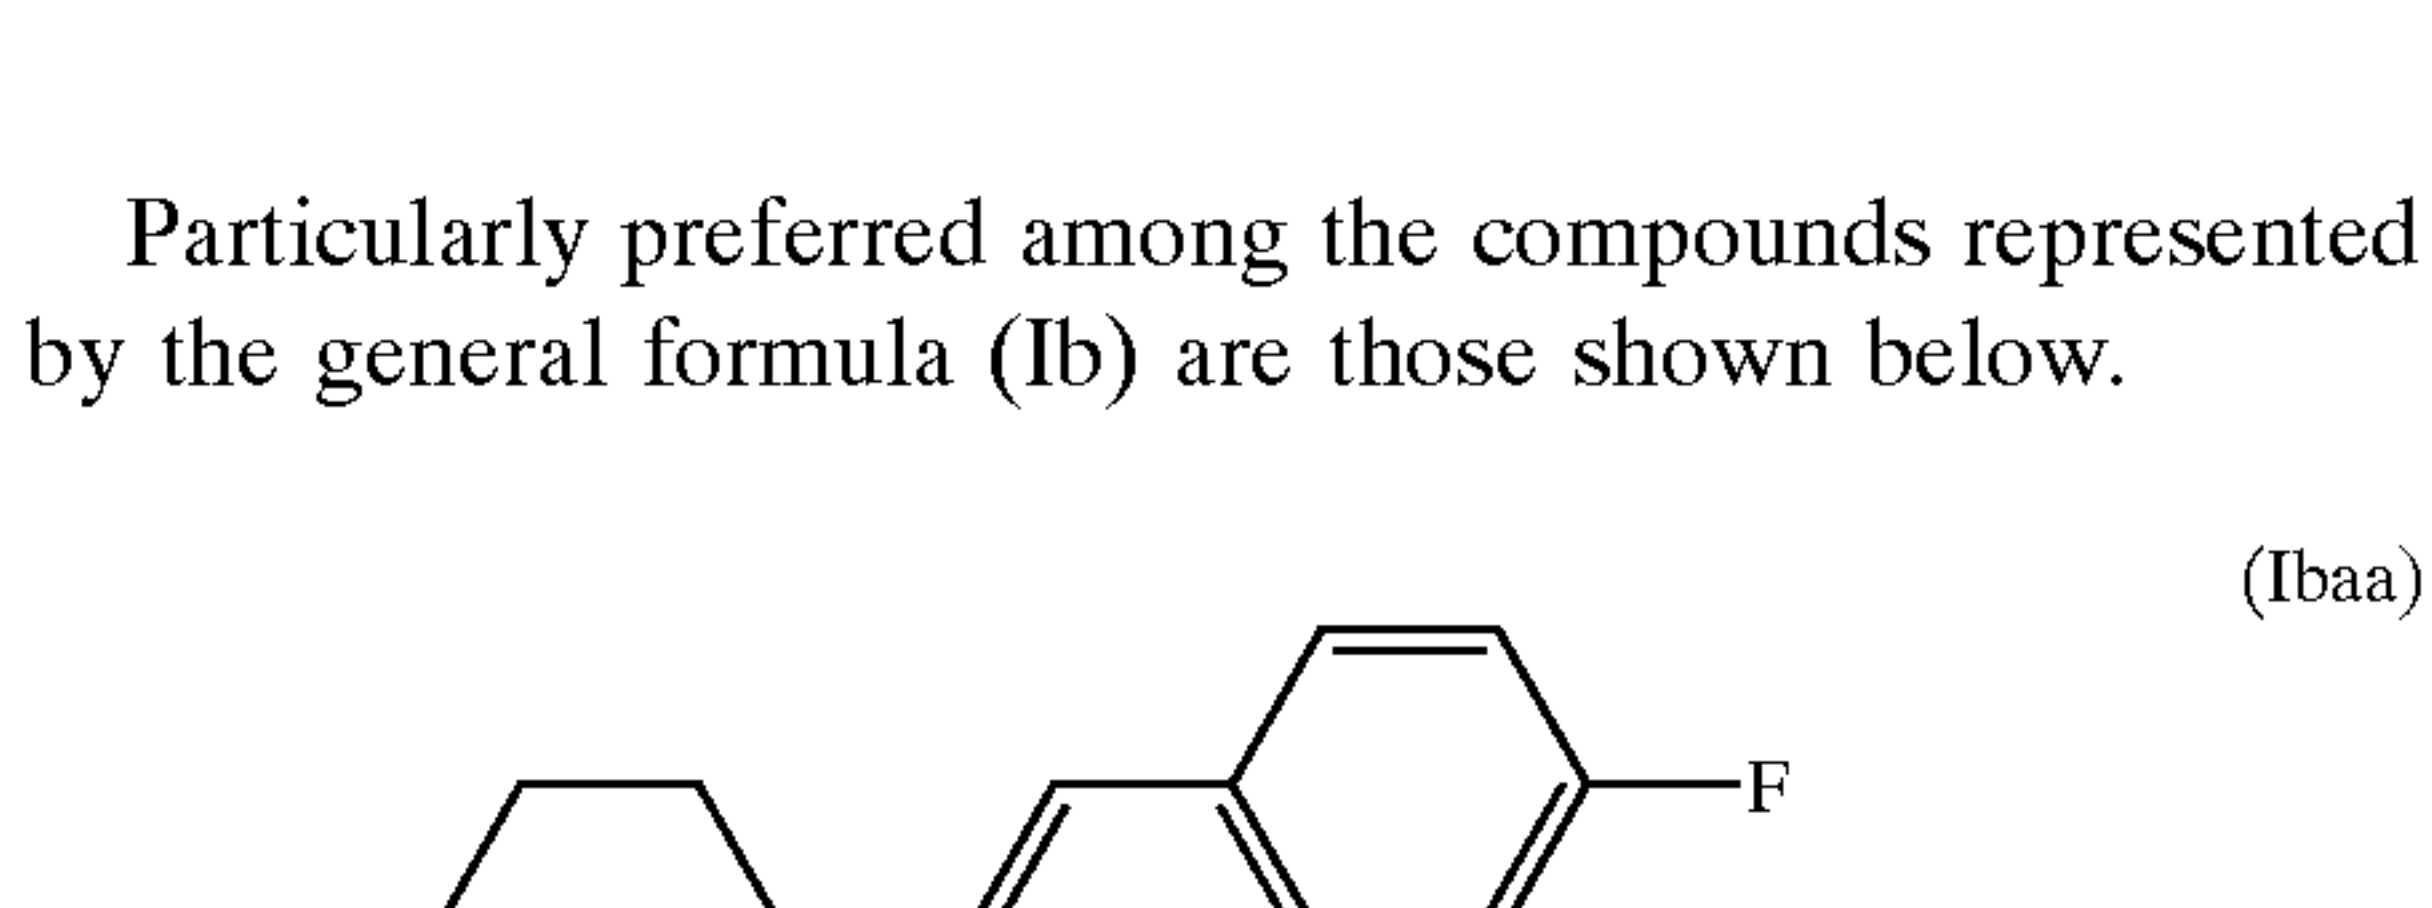 Particularly preferred among the compounds represented
by the general formula (Ib) are those shown below.
(Ibaa)
F